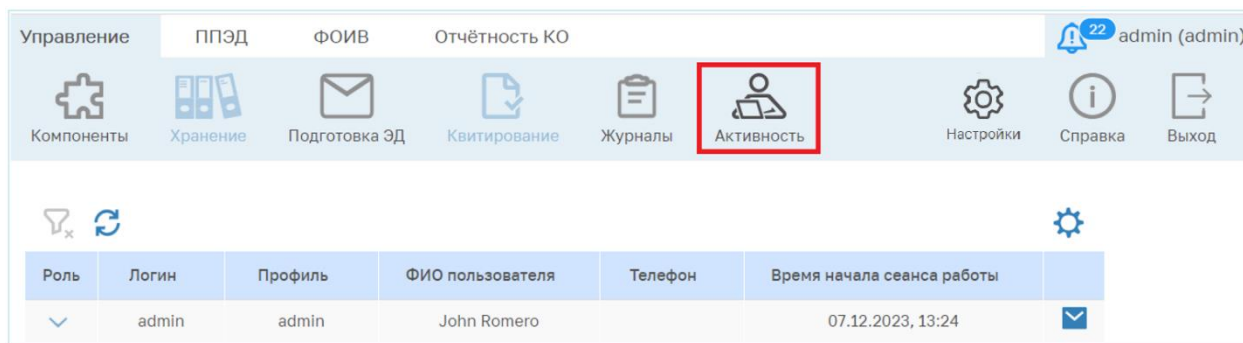 Управление ППЭД ФОИВ Отчётность КО 22 admin (admin)
Компоненты Хранение Подготовка ЭД Квитирование Журналы Активность Настройки Справка Выход
Роль Логин Профиль ФИО пользователя Телефон Время начала сеанса работы
admin admin John Romero 07.12.2023, 13:24